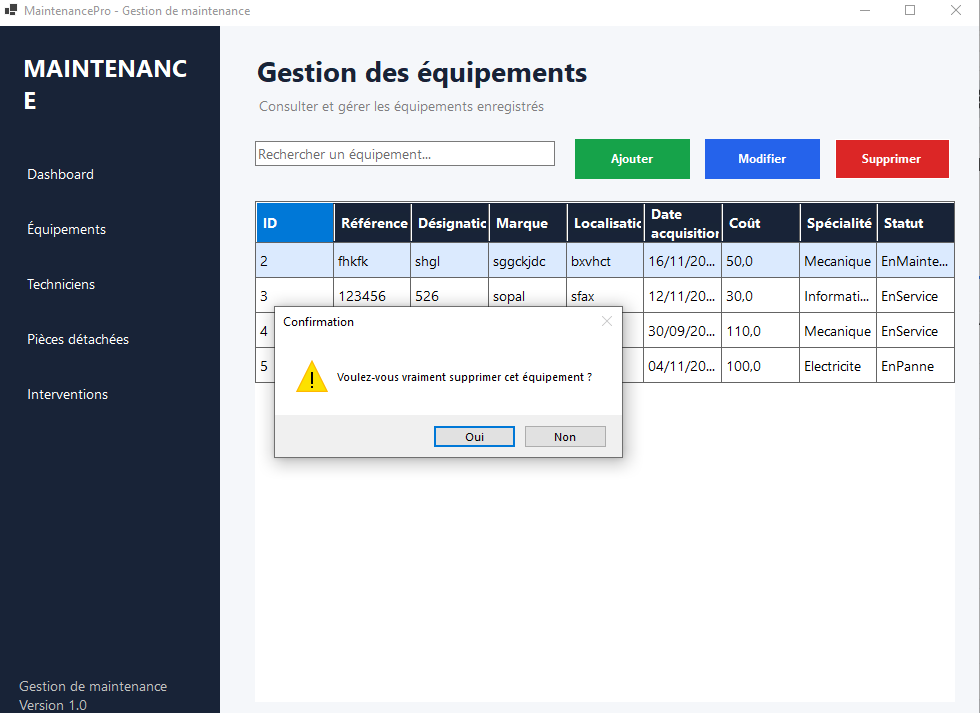 MaintenancePro - Gestion de maintenance
MAINTENANC
E
Dashboard
Équipements
Techniciens
Pièces détachées
Interventions
Gestion de maintenance
Version 1.0
Gestion des équipements
Consulter et gérer les équipements enregistrés
Rechercher un équipement...
Ajouter
Modifier
Supprimer
ID Référence Désignatic Marque Localisatic Date acquisition Coût Spécialité Statut
2 fhkfk shgl sggckjdc bxvhct 16/11/20... 50,0 Mecanique EnMainte...
3 123456 526 sopal sfax 12/11/20... 30,0 Informati... EnService
4 30/09/20... 110,0 Mecanique EnService
5 04/11/20... 100,0 Electricite EnPanne
Confirmation
Voulez-vous vraiment supprimer cet équipement ?
Oui
Non